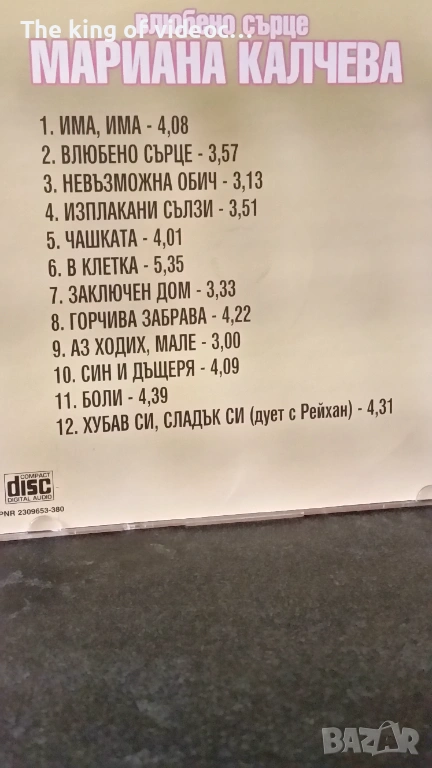 The king of videoc...
влюбено сърце
МАРИАНА КАЛЧЕВА
1. ИМА, ИМА - 4,08
2. ВЛЮБЕНО СЪРЦЕ - 3,57
3. НЕВЪЗМОЖНА ОБИЧ - 3,13
4. ИЗПЛАКАНИ СЪЛЗИ - 3,51
5. ЧАШКАТА - 4,01
6. В КЛЕТКА - 5,35
7. ЗАКЛЮЧЕН ДОМ - 3,33
8. ГОРЧИВА ЗАБРАВА - 4,22
9. АЗ ХОДИХ, МАЛЕ - 3,00
10. СИН И ДЪЩЕРЯ - 4,09
11. БОЛИ - 4,39
12. ХУБАВ СИ, СЛАДЪК СИ (дует с Рейхан) - 4,31
COMPACT
disc
DIGITAL AUDIO
PNR 2309653-380
BAZAR